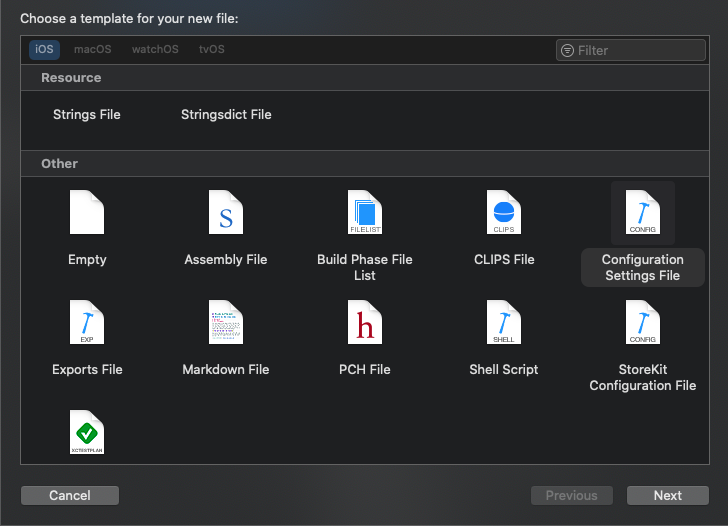 Choose a template for your new file:
iOS macOS watchOS tvOS Filter
Resource
Strings File Stringsdict File
Other
S FILELIST CLIPS CONFIG
Empty Assembly File Build Phase File List CLIPS File Configuration Settings File
EXP h SHELL CONFIG
Exports File Markdown File PCH File Shell Script StoreKit Configuration File
XCTESTPLAN
Cancel Previous Next